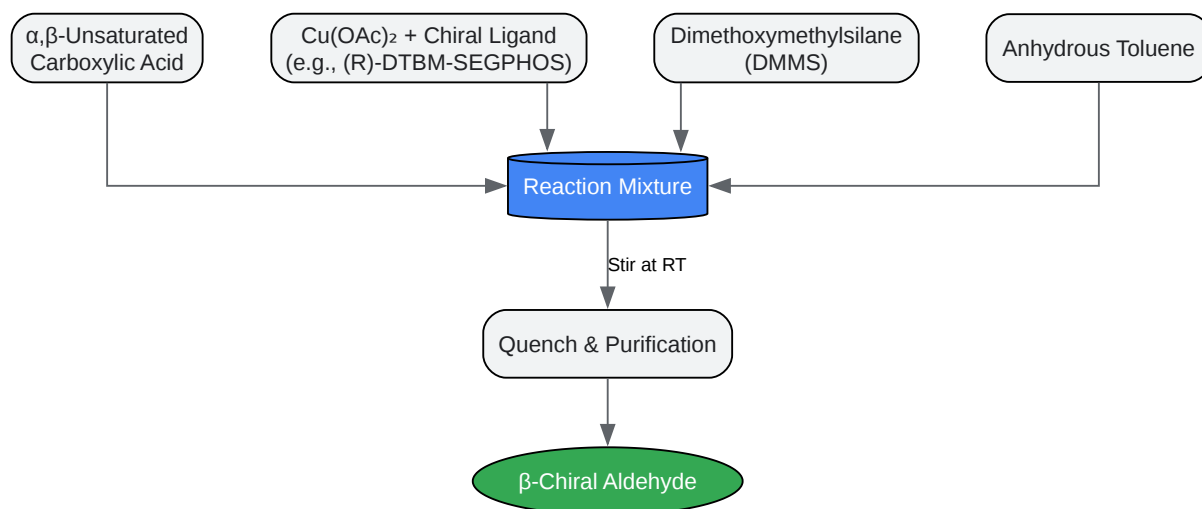 α,β-Unsaturated
Carboxylic Acid
Cu(OAc)₂ + Chiral Ligand
(e.g., (R)-DTBM-SEGPHOS)
Dimethoxymethylsilane
(DMMS)
Anhydrous Toluene
Reaction Mixture
Stir at RT
Quench & Purification
β-Chiral Aldehyde